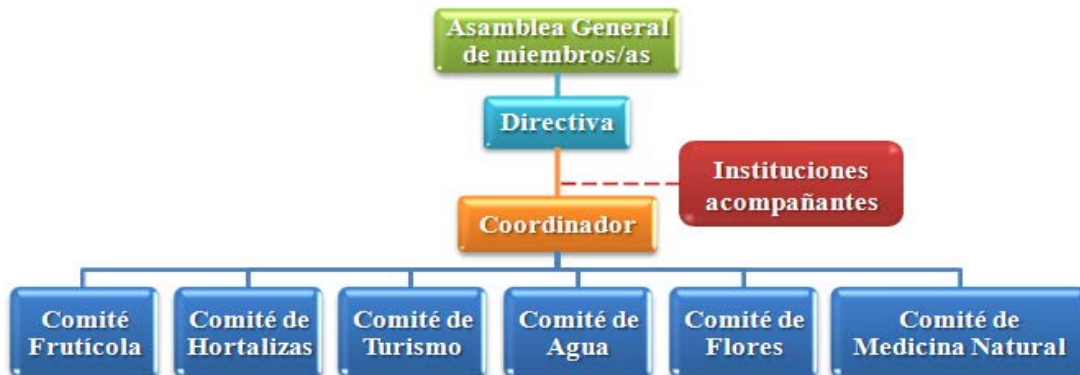 Asamblea General
de miembros/as
Directiva
Instituciones
acompañantes
Coordinador
Comité
Frutícola
Comité de
Hortalizas
Comité de
Turismo
Comité de
Agua
Comité de
Flores
Comité de
Medicina Natural